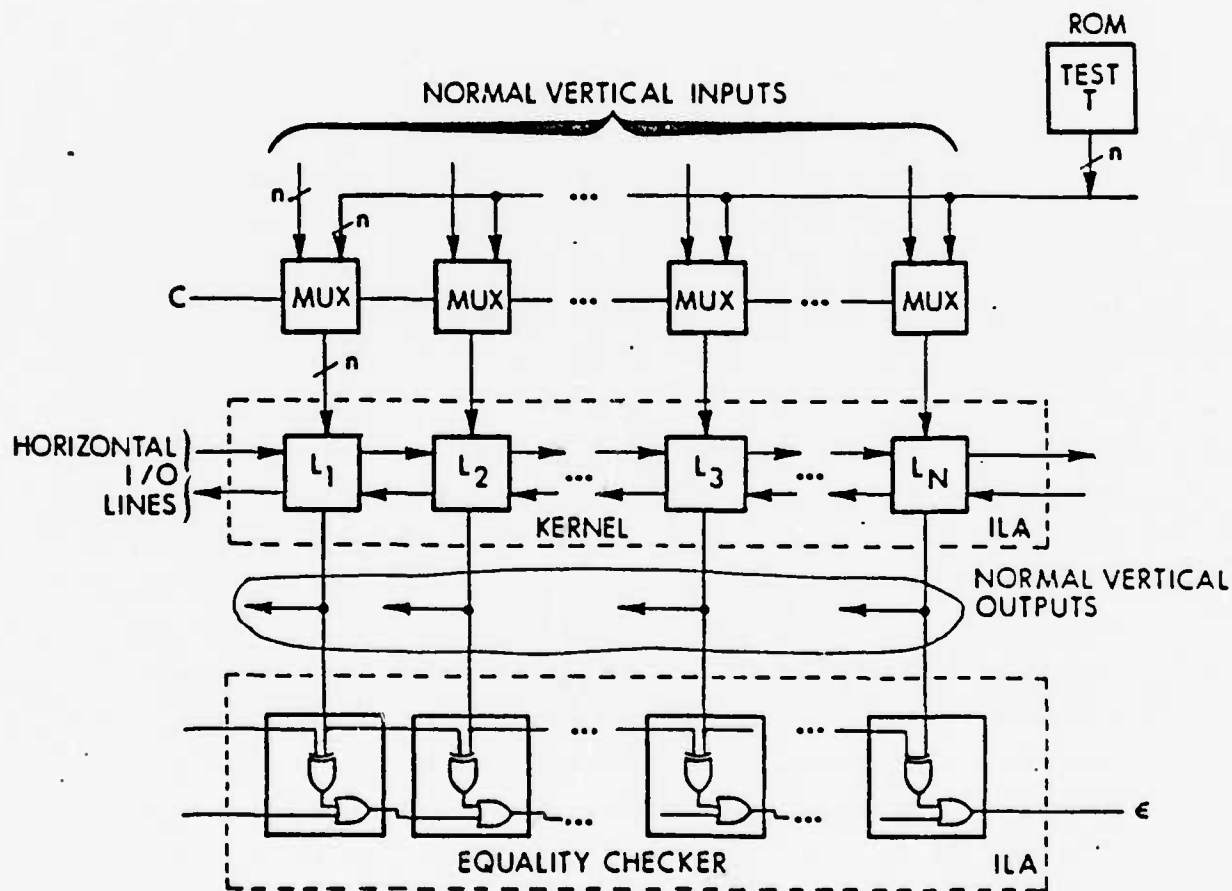 ROM
TEST
T
NORMAL VERTICAL INPUTS
n
n
n
...
C
MUX
MUX
...
MUX
...
MUX
n
HORIZONTAL
I/O
LINES
L1
L2
...
L3
...
LN
KERNEL
ILA
NORMAL VERTICAL
OUTPUTS
...
...
...
...
ϵ
EQUALITY CHECKER
ILA